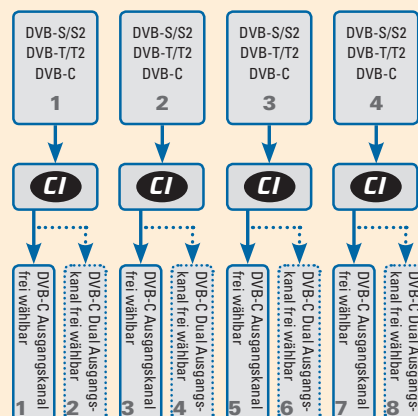 DVB-S/S2
DVB-T/T2
DVB-C
1
DVB-S/S2
DVB-T/T2
DVB-C
2
DVB-S/S2
DVB-T/T2
DVB-C
3
DVB-S/S2
DVB-T/T2
DVB-C
4
CI
CI
CI
CI
DVB-C Ausgangskanal
frei wählbar
1
DVB-C Dual Ausgangs-
kanal frei wählbar
2
DVB-C Ausgangskanal
frei wählbar
3
DVB-C Dual Ausgangs-
kanal frei wählbar
4
DVB-C Ausgangskanal
frei wählbar
5
DVB-C Dual Ausgangs-
kanal frei wählbar
6
DVB-C Ausgangskanal
frei wählbar
7
DVB-C Dual Ausgangs-
kanal frei wählbar
8